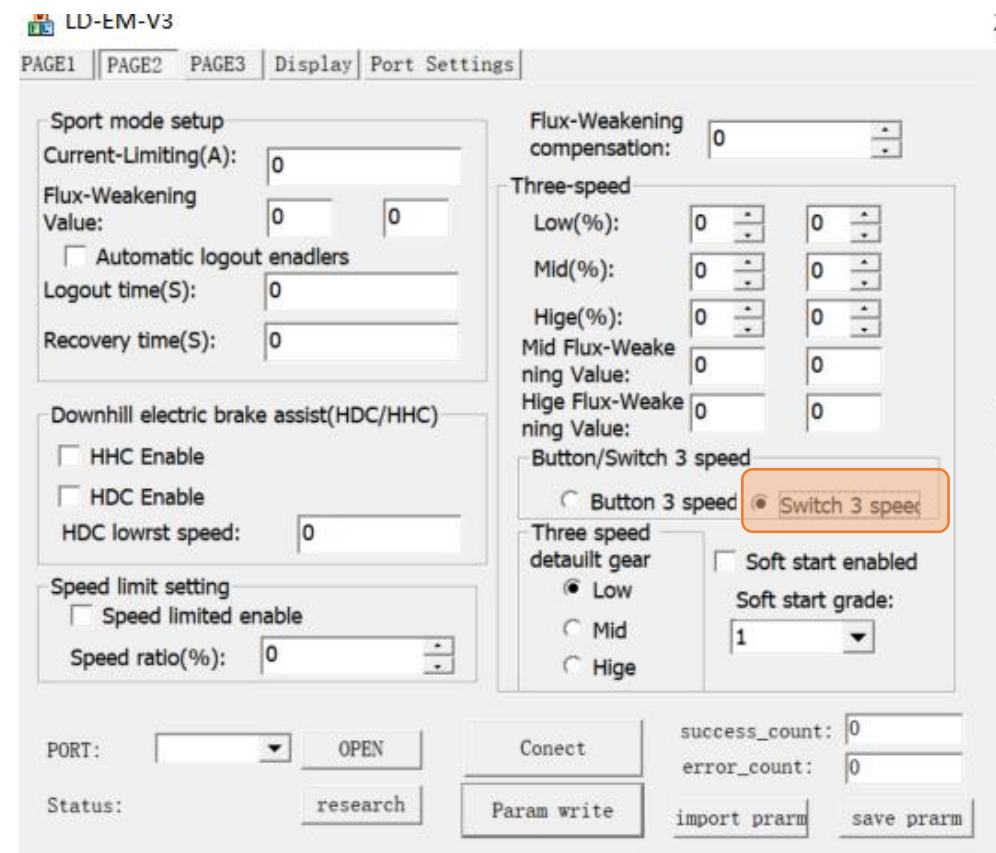 LD-EM-V3
PAGE1 PAGE2 PAGE3 Display Port Settings
Sport mode setup
Current-Limiting(A): 0
Flux-Weakening
Value: 0 0
Automatic logout enadlers
Logout time(S): 0
Recovery time(S): 0
Downhill electric brake assist(HDC/HHC)
HHC Enable
HDC Enable
HDC lowrst speed: 0
Speed limit setting
Speed limited enable
Speed ratio(%): 0
Flux-Weakening
compensation: 0
Three-speed
Low(%): 0 0
Mid(%): 0 0
Hige(%): 0 0
Mid Flux-Weake
ning Value: 0 0
Hige Flux-Weake
ning Value: 0 0
Button/Switch 3 speed
Button 3 speed Switch 3 speed
Three speed
detauilt gear
Low
Mid
Hige
Soft start enabled
Soft start grade:
1
PORT: OPEN Conect success_count: 0
error_count: 0
Status: research Param write import prarm save prarm